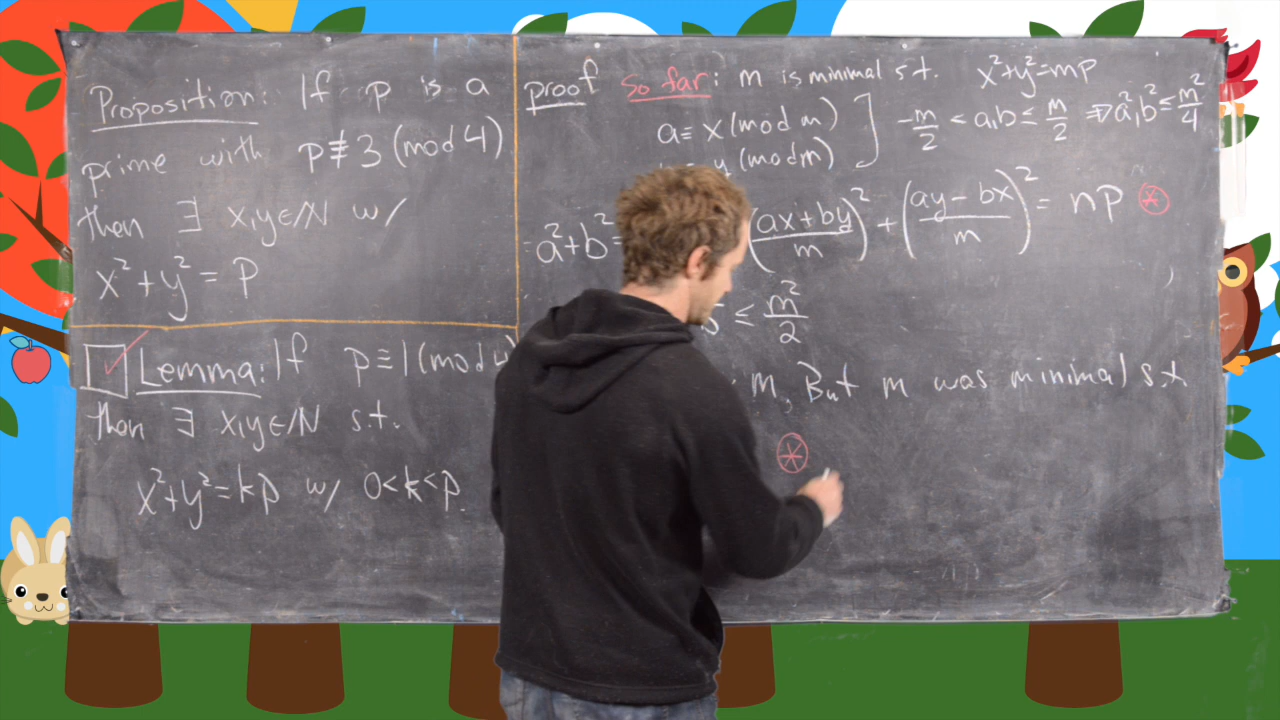 Proposition: If p is a
prime with p≢3 (mod 4)
then ∃ x,y∈ℕ w/
x²+y²=p
Lemma: If p≡1(mod 4)
then ∃ x,y∈ℕ s.t.
x²+y²=kp w/ 0<k<p.
proof so far: m is minimal s.t. x²+y²=mp
a≡x(mod m)
y(mod m) ] -m/2 < a,b ≤ m/2 ⇒ a²,b² ≤ m²/4
a²+b²= ((ax+by)/m)² + ((ay-bx)/m)² = np ⊛
≤ m²/2
m, But m was minimal s.t.
⊛